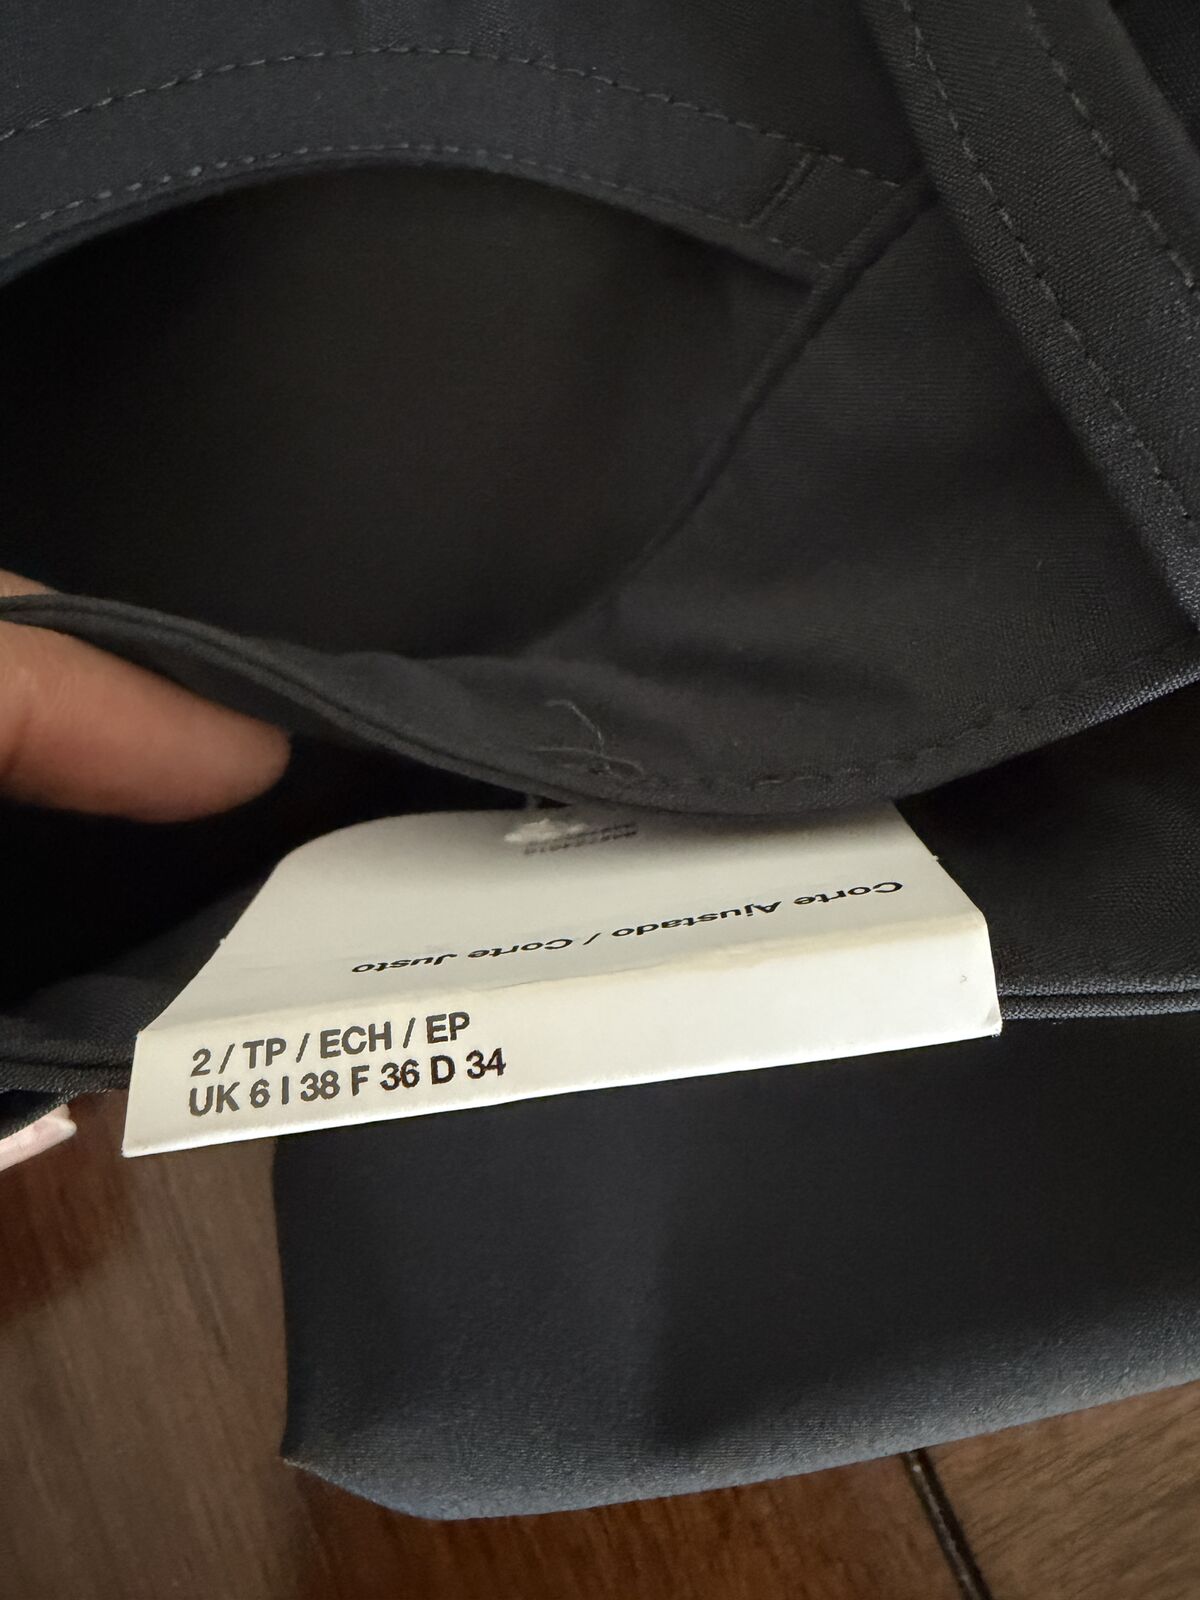 Corte Ajustado / Corte Justo
2 / TP / ECH / EP
UK 6 I 38 F 36 D 34